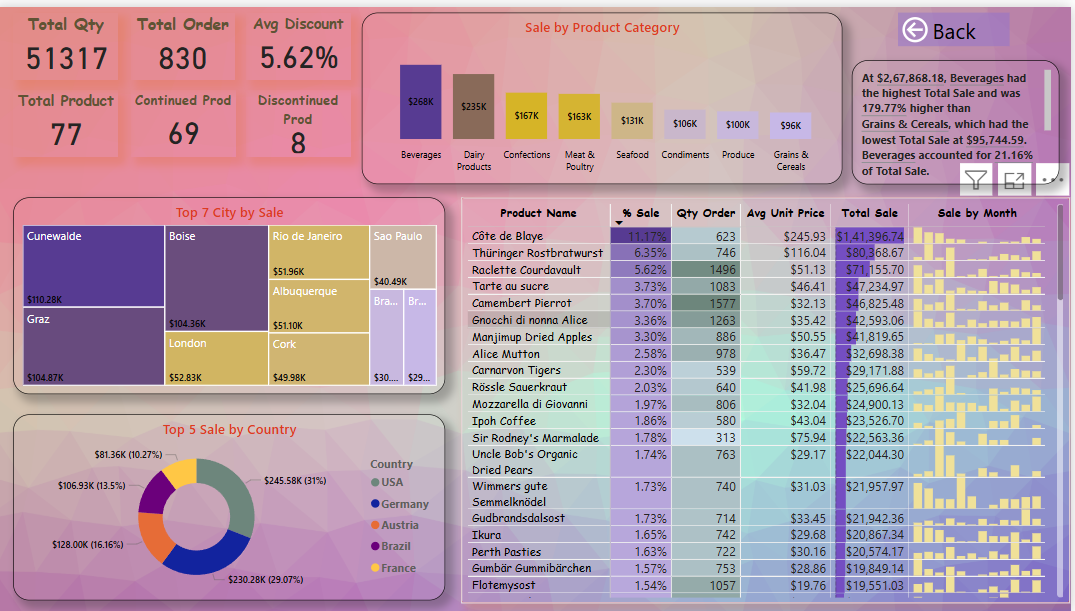 Total Qty
51317
Total Order
830
Avg Discount
5.62%
Total Product
77
Continued Prod
69
Discontinued
Prod
8
Sale by Product Category
$268K
$235K
$167K
$163K
$131K
$106K
$100K
$96K
Beverages
Dairy
Products
Confections
Meat &
Poultry
Seafood
Condiments
Produce
Grains &
Cereals
Back
At $2,67,868.18, Beverages had
the highest Total Sale and was
179.77% higher than
Grains & Cereals, which had the
lowest Total Sale at $95,744.59.
Beverages accounted for 21.16%
of Total Sale.
Top 7 City by Sale
Cunewalde
$110.28K
Graz
$104.87K
Boise
$104.36K
London
$52.83K
Rio de Janeiro
$51.96K
Albuquerque
$51.10K
Cork
$49.98K
Sao Paulo
$40.49K
Bra...
$30....
Br...
$29...
Top 5 Sale by Country
$81.36K (10.27%)
$106.93K (13.5%)
$128.00K (16.16%)
$245.58K (31%)
$230.28K (29.07%)
Country
USA
Germany
Austria
Brazil
France
Product Name % Sale Qty Order Avg Unit Price Total Sale Sale by Month
Côte de Blaye 11.17% 623 $245.93 $1,41,396.74
Thüringer Rostbratwurst 6.35% 746 $116.04 $80,368.67
Raclette Courdavault 5.62% 1496 $51.13 $71,155.70
Tarte au sucre 3.73% 1083 $46.41 $47,234.97
Camembert Pierrot 3.70% 1577 $32.13 $46,825.48
Gnocchi di nonna Alice 3.36% 1263 $35.42 $42,593.06
Manjimup Dried Apples 3.30% 886 $50.55 $41,819.65
Alice Mutton 2.58% 978 $36.47 $32,698.38
Carnarvon Tigers 2.30% 539 $59.72 $29,171.88
Rössle Sauerkraut 2.03% 640 $41.98 $25,696.64
Mozzarella di Giovanni 1.97% 806 $32.04 $24,900.13
Ipoh Coffee 1.86% 580 $43.04 $23,526.70
Sir Rodney's Marmalade 1.78% 313 $75.94 $22,563.36
Uncle Bob's Organic
Dried Pears 1.74% 763 $29.17 $22,044.30
Wimmers gute
Semmelknödel 1.73% 740 $31.03 $21,957.97
Gudbrandsdalsost 1.73% 714 $33.45 $21,942.36
Ikura 1.65% 742 $29.68 $20,867.34
Perth Pasties 1.63% 722 $30.16 $20,574.17
Gumbär Gummibärchen 1.57% 753 $28.86 $19,849.14
Flotemysost 1.54% 1057 $19.76 $19,551.03